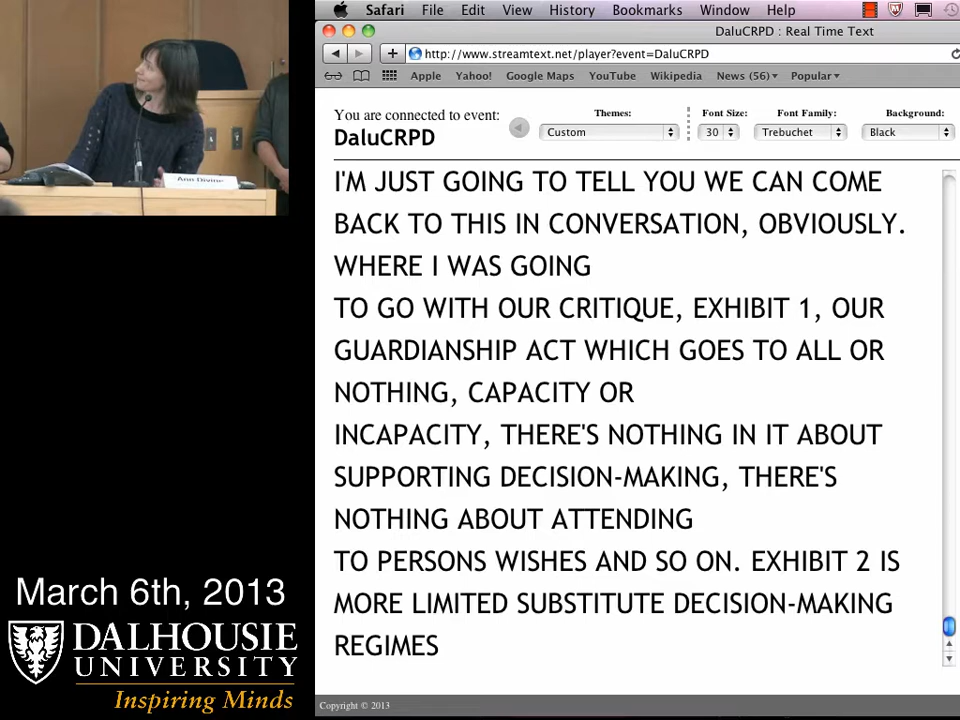 Safari File Edit View History Bookmarks Window Help
DaluCRPD : Real Time Text
http://www.streamtext.net/player?event=DaluCRPD
Apple Yahoo! Google Maps YouTube Wikipedia News (56) Popular
You are connected to event:
DaluCRPD
Themes:
Custom
Font Size:
30
Font Family:
Trebuchet
Background:
Black
I'M JUST GOING TO TELL YOU WE CAN COME
BACK TO THIS IN CONVERSATION, OBVIOUSLY.
WHERE I WAS GOING
TO GO WITH OUR CRITIQUE, EXHIBIT 1, OUR
GUARDIANSHIP ACT WHICH GOES TO ALL OR
NOTHING, CAPACITY OR
INCAPACITY, THERE'S NOTHING IN IT ABOUT
SUPPORTING DECISION-MAKING, THERE'S
NOTHING ABOUT ATTENDING
TO PERSONS WISHES AND SO ON. EXHIBIT 2 IS
MORE LIMITED SUBSTITUTE DECISION-MAKING
REGIMES
Copyright © 2013
Ann Divine
March 6th, 2013
DALHOUSIE
UNIVERSITY
Inspiring Minds